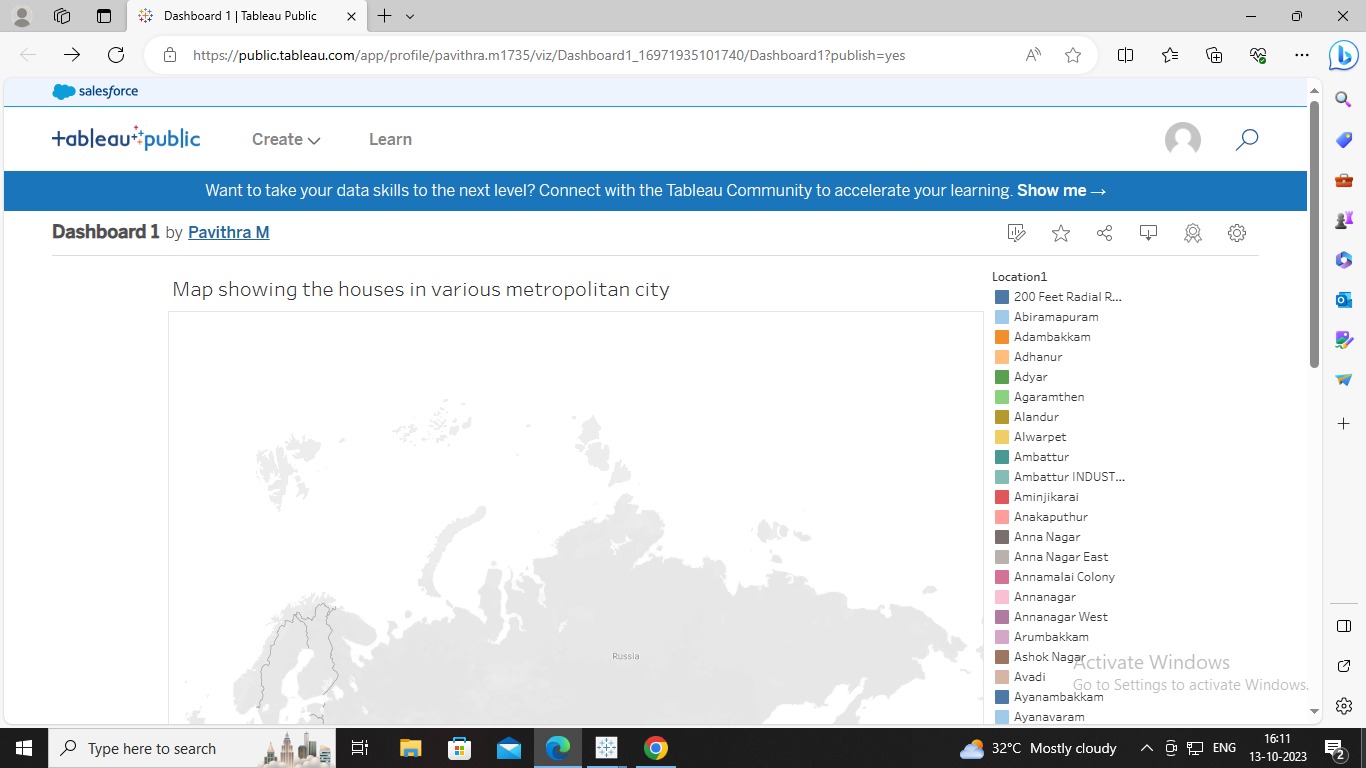 Dashboard 1 | Tableau Public
https://public.tableau.com/app/profile/pavithra.m1735/viz/Dashboard1_16971935101740/Dashboard1?publish=yes
salesforce
+ableau+public
Create
Learn
Want to take your data skills to the next level? Connect with the Tableau Community to accelerate your learning. Show me →
Dashboard 1 by Pavithra M
Map showing the houses in various metropolitan city
Russia
Location1
200 Feet Radial R...
Abiramapuram
Adambakkam
Adhanur
Adyar
Agaramthen
Alandur
Alwarpet
Ambattur
Ambattur INDUST...
Aminjikarai
Anakaputhur
Anna Nagar
Anna Nagar East
Annamalai Colony
Annanagar
Annanagar West
Arumbakkam
Ashok Nagar
Avadi
Ayanambakkam
Ayanavaram
Activate Windows
Go to Settings to activate Windows.
Type here to search
32°C Mostly cloudy
ENG
16:11
13-10-2023
2